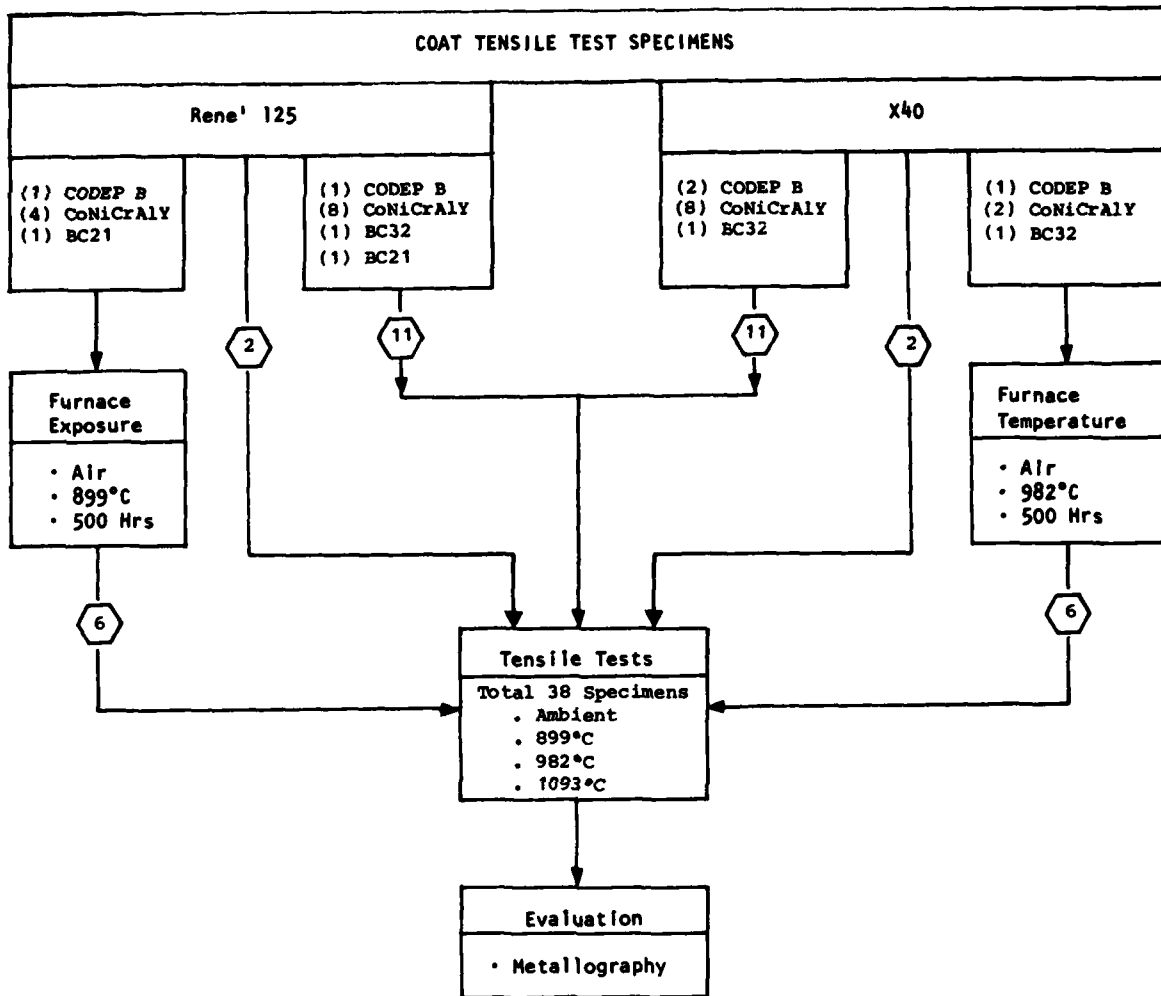 COAT TENSILE TEST SPECIMENS
Rene' 125
X40
(1) CODEP B
(4) CoNiCrAlY
(1) BC21
(1) CODEP B
(8) CoNiCrAlY
(1) BC32
(1) BC21
(2) CODEP B
(8) CoNiCrAlY
(1) BC32
(1) CODEP B
(2) CoNiCrAlY
(1) BC32
2
11
11
2
Furnace
Exposure
· Air
· 899°C
· 500 Hrs
Furnace
Temperature
· Air
· 982°C
· 500 Hrs
6
6
Tensile Tests
Total 38 Specimens
. Ambient
. 899°C
. 982°C
. 1093°C
Evaluation
· Metallography